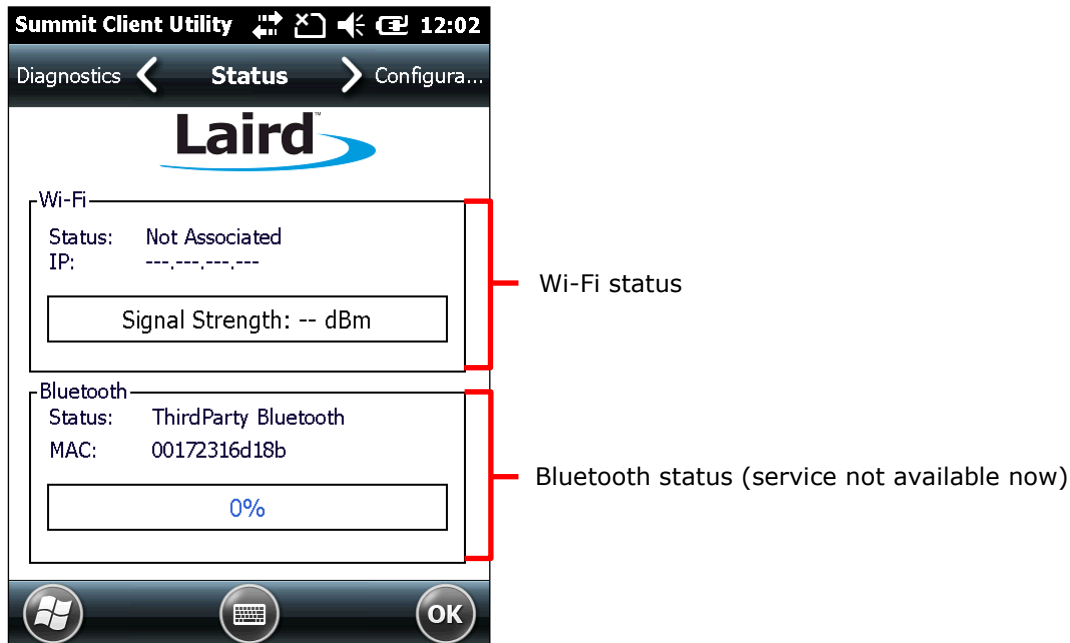 Summit Client Utility 12:02
Diagnostics Status Configura...
Laird™
Wi-Fi
Status: Not Associated
IP: ---.---.---.---
Wi-Fi status
Signal Strength: -- dBm
Bluetooth
Status: ThirdParty Bluetooth
MAC: 00172316d18b
Bluetooth status (service not available now)
0%
OK